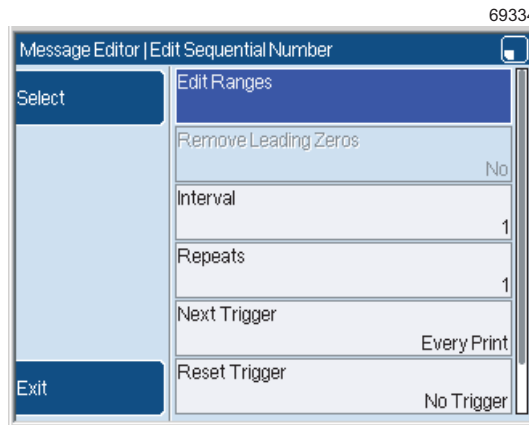 69334
Message Editor | Edit Sequential Number
Select
Edit Ranges
Remove Leading Zeros
No
Interval
1
Repeats
1
Next Trigger
Every Print
Reset Trigger
No Trigger
Exit